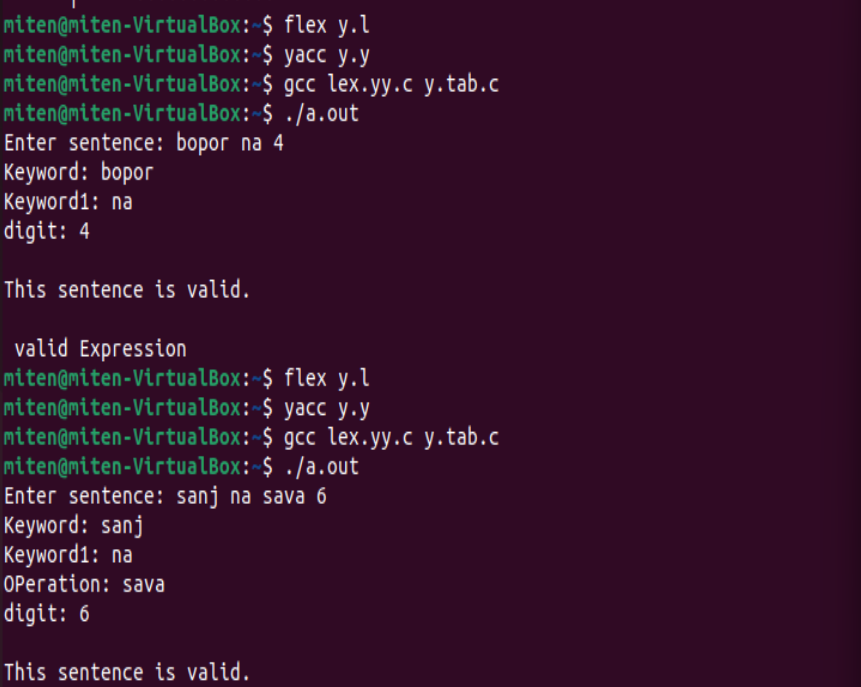 miten@miten-VirtualBox:~$ flex y.l
miten@miten-VirtualBox:~$ yacc y.y
miten@miten-VirtualBox:~$ gcc lex.yy.c y.tab.c
miten@miten-VirtualBox:~$ ./a.out
Enter sentence: bopor na 4
Keyword: bopor
Keyword1: na
digit: 4
This sentence is valid.
valid Expression
miten@miten-VirtualBox:~$ flex y.l
miten@miten-VirtualBox:~$ yacc y.y
miten@miten-VirtualBox:~$ gcc lex.yy.c y.tab.c
miten@miten-VirtualBox:~$ ./a.out
Enter sentence: sanj na sava 6
Keyword: sanj
Keyword1: na
OPeration: sava
digit: 6
This sentence is valid.